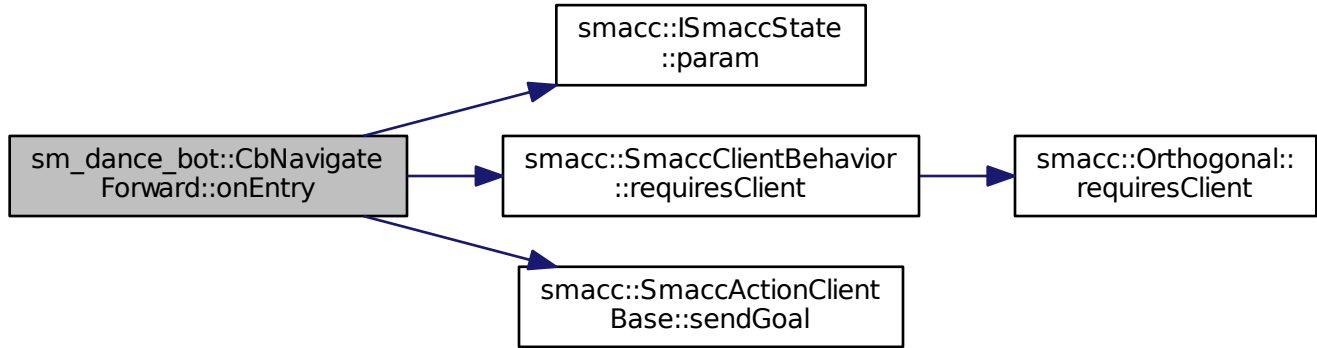 smacc::ISmaccState
::param
sm_dance_bot::CbNavigate
Forward::onEntry
smacc::SmaccClientBehavior
::requiresClient
smacc::Orthogonal::
requiresClient
smacc::SmaccActionClient
Base::sendGoal